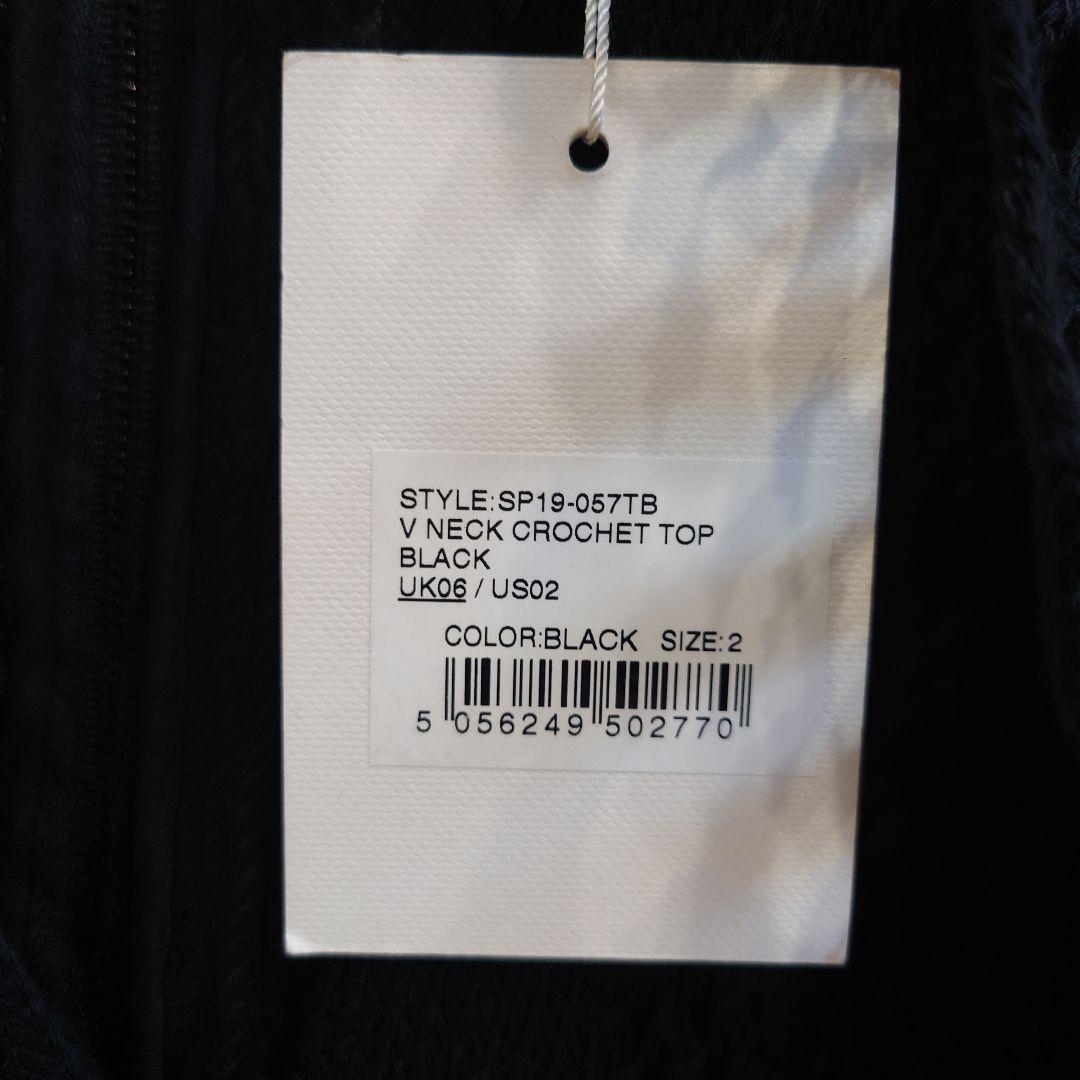 STYLE:SP19-057TB
V NECK CROCHET TOP
BLACK
UK06 / US02
COLOR:BLACK SIZE:2
5 056249 502770